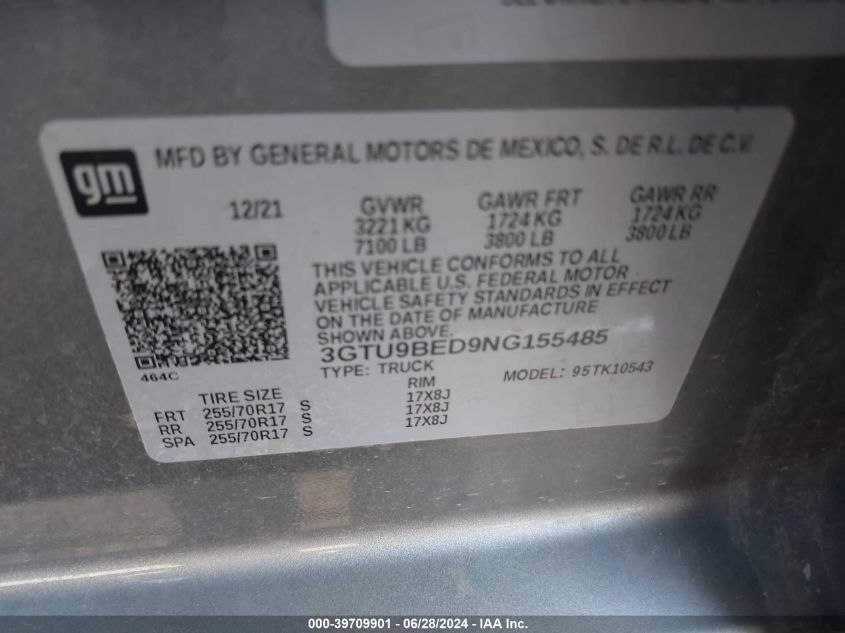 gm
MFD BY GENERAL MOTORS DE MEXICO, S. DE R.L. DE C.V.
12/21
GVWR GAWR FRT GAWR RR
3221 KG 1724 KG 1724 KG
7100 LB 3800 LB 3800 LB
THIS VEHICLE CONFORMS TO ALL
APPLICABLE U.S. FEDERAL MOTOR
VEHICLE SAFETY STANDARDS IN EFFECT
ON THE DATE OF MANUFACTURE
SHOWN ABOVE.
3GTU9BED9NG155485
TYPE: TRUCK MODEL: 95TK10543
464C
TIRE SIZE RIM
FRT 255/70R17 S 17X8J
RR 255/70R17 S 17X8J
SPA 255/70R17 S 17X8J
000-39709901 - 06/28/2024 - IAA Inc.